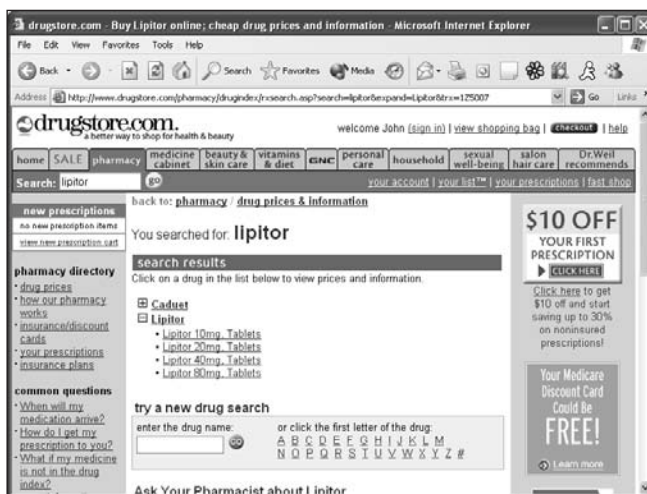 drugstore.com - Buy Lipitor online; cheap drug prices and information - Microsoft Internet Explorer
File Edit View Favorites Tools Help
Back Search Favorites Media
Address http://www.drugstore.com/pharmacy/drugindex/rxsearch.asp?search=lipitor&expand=Lipitor&trx=1Z5007 Go Links
drugstore.com.
a better way to shop for health & beauty
welcome John (sign in) | view shopping bag | checkout | help
home SALE pharmacy medicine cabinet beauty & skin care vitamins & diet GNC personal care household sexual well-being salon hair care Dr.Weil recommends
Search: lipitor go your account | your list™ | your prescriptions | fast shop
new prescriptions
no new prescription items
view new prescription cart
pharmacy directory
· drug prices
· how our pharmacy
works
· insurance/discount
cards
· your prescriptions
· insurance plans
common questions
· When will my
medication arrive?
· How do I get my
prescription to you?
· What if my medicine
is not in the drug
index?
back to: pharmacy / drug prices & information
You searched for: lipitor
search results
Click on a drug in the list below to view prices and information.
Caduet
Lipitor
• Lipitor 10mg, Tablets
• Lipitor 20mg, Tablets
• Lipitor 40mg, Tablets
• Lipitor 80mg, Tablets
try a new drug search
enter the drug name:
GO
or click the first letter of the drug:
A B C D E F G H I J K L M
N O P Q R S T U V W X Y Z #
Ask Your Pharmacist about Lipitor
$10 OFF
YOUR FIRST
PRESCRIPTION
CLICK HERE
Click here to get
$10 off and start
saving up to 30%
on noninsured
prescriptions!
Your Medicare
Discount Card
Could Be
FREE!
Learn more